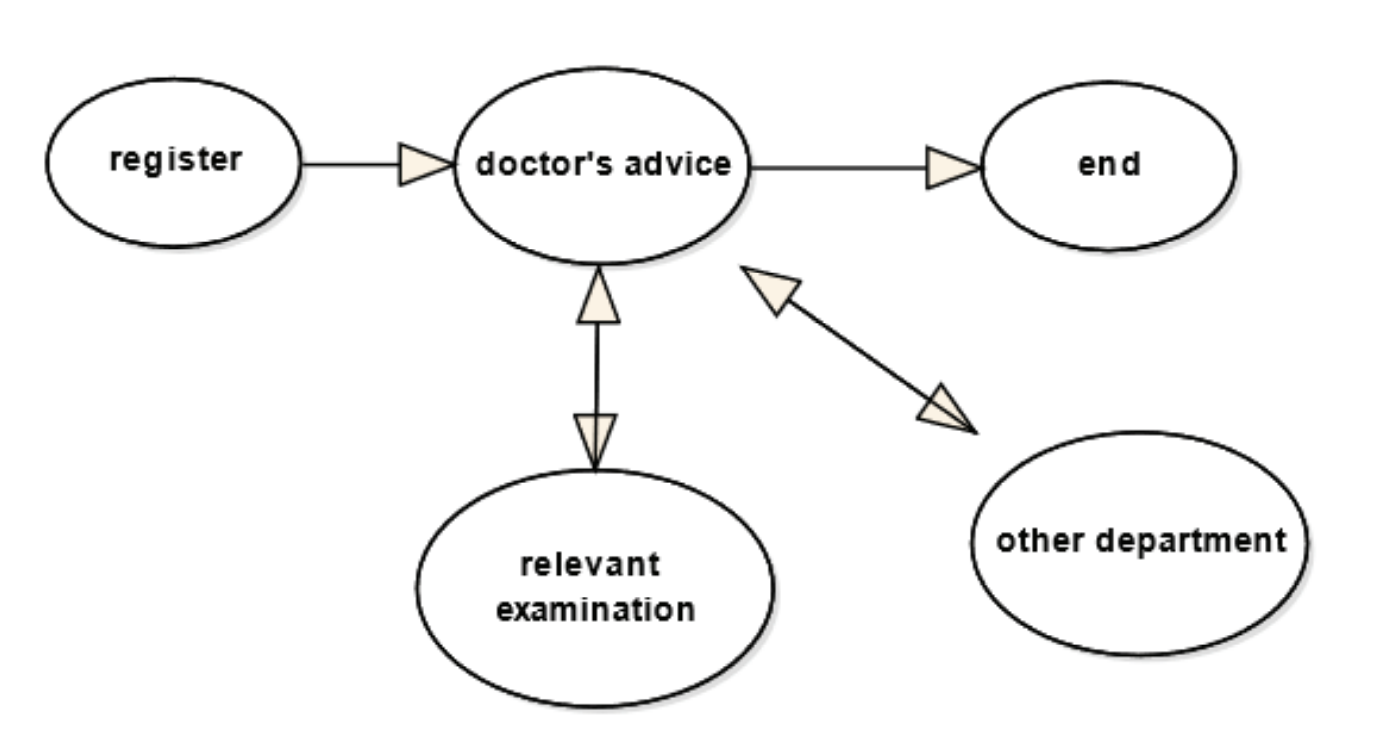 register
doctor's advice
end
other department
relevant
examination